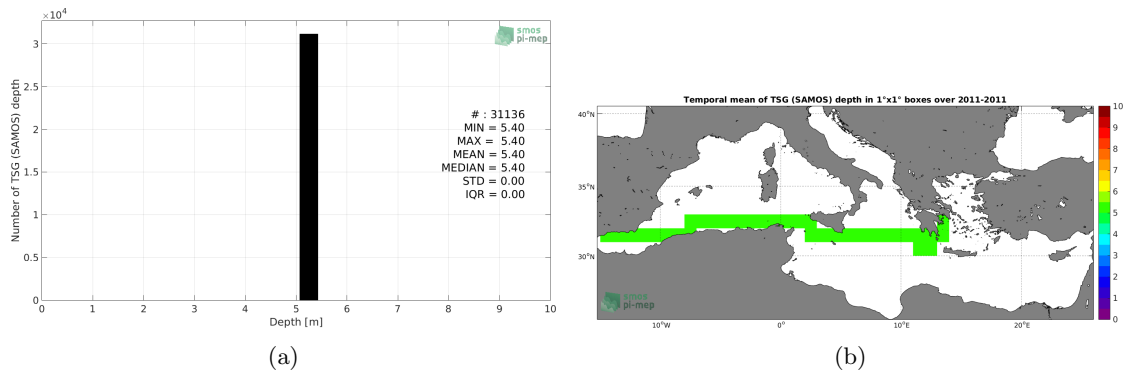 ×10⁴
smos
pi-mep
3
2.5
2
1.5
1
0.5
0
Number of TSG (SAMOS) depth
# : 31136
MIN = 5.40
MAX = 5.40
MEAN = 5.40
MEDIAN = 5.40
STD = 0.00
IQR = 0.00
0 1 2 3 4 5 6 7 8 9 10
Depth [m]
(a)
Temporal mean of TSG (SAMOS) depth in 1°x1° boxes over 2011-2011
40°N
35°N
30°N
smos
pi-mep
10°W 0° 10°E 20°E
10
9
8
7
6
5
4
3
2
1
0
(b)